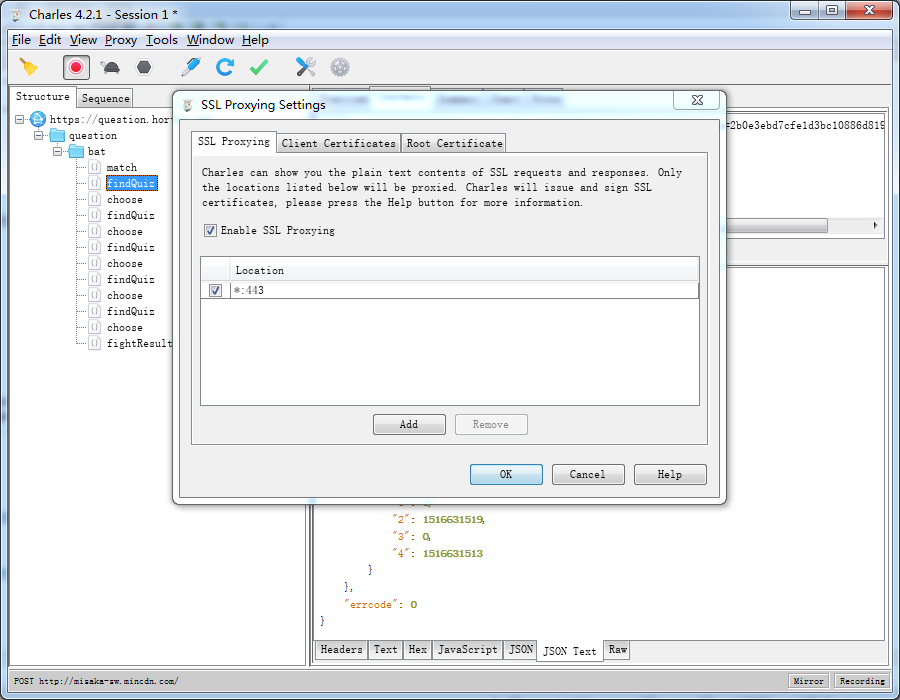 Charles 4.2.1 - Session 1 *
File Edit View Proxy Tools Window Help
Structure Sequence
https://question.hor
question
bat
match
findQuiz
choose
findQuiz
choose
findQuiz
choose
findQuiz
choose
findQuiz
choose
fightResult
=2b0e3ebd7cfe1d3bc10886d819
SSL Proxying Settings
SSL Proxying Client Certificates Root Certificate
Charles can show you the plain text contents of SSL requests and responses. Only
the locations listed below will be proxied. Charles will issue and sign SSL
certificates, please press the Help button for more information.
Enable SSL Proxying
Location
*:443
Add Remove
OK Cancel Help
"2": 1516631519,
"3": 0,
"4": 1516631513
}
},
"errcode": 0
}
Headers Text Hex JavaScript JSON JSON Text Raw
POST http://misaka-sw.mincdn.com/
Mirror Recording